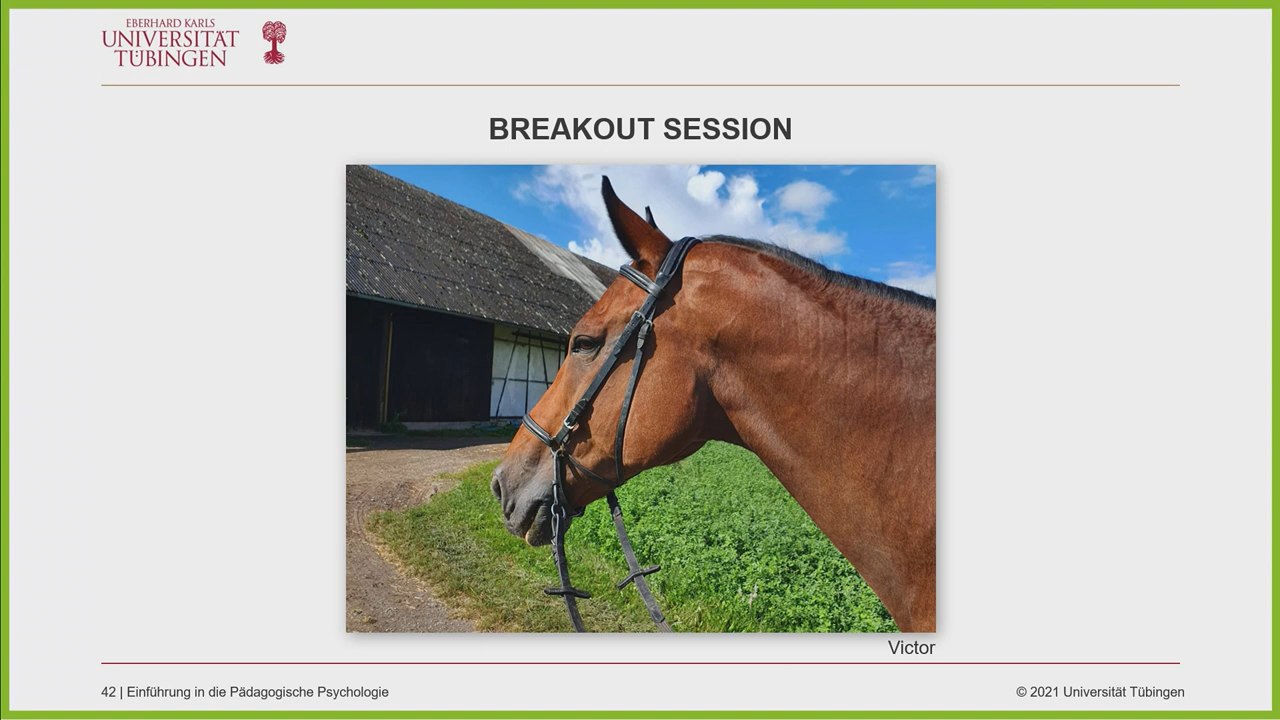 EBERHARD KARLS
UNIVERSITÄT
TÜBINGEN
BREAKOUT SESSION
Victor
42 | Einführung in die Pädagogische Psychologie
© 2021 Universität Tübingen